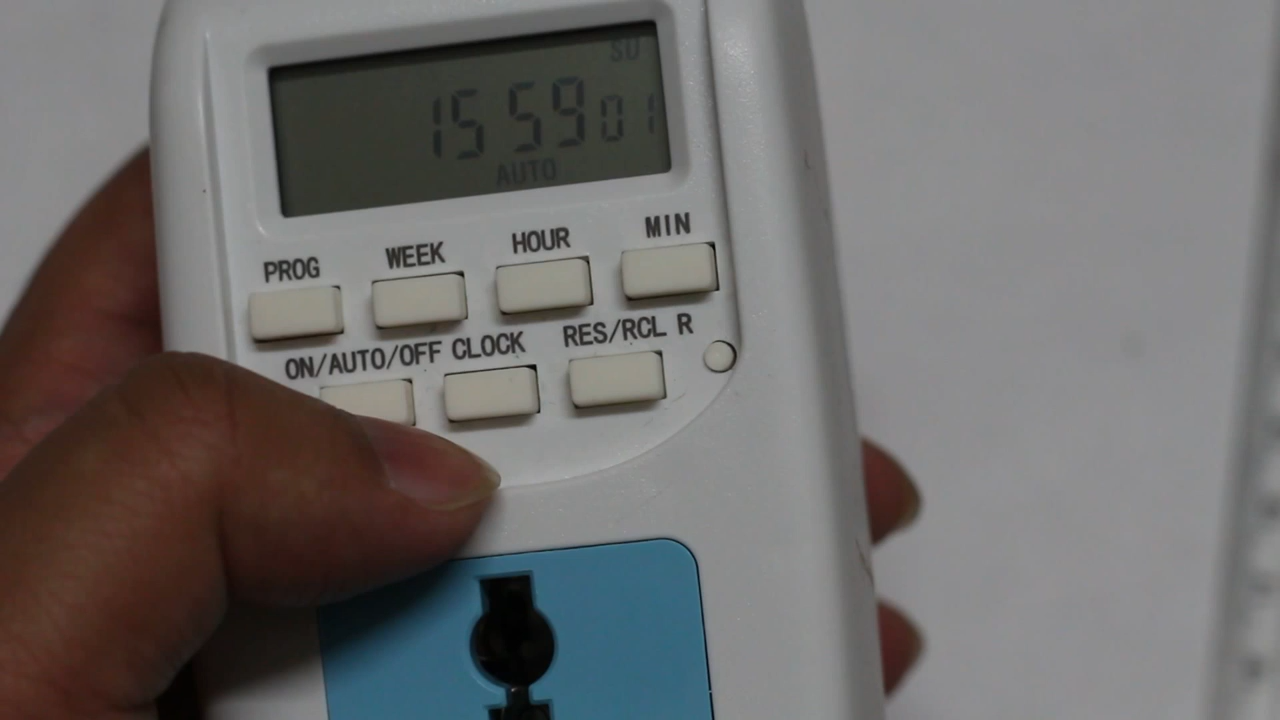 SU
15 59 01
AUTO
PROG WEEK HOUR MIN
ON/AUTO/OFF CLOCK RES/RCL R